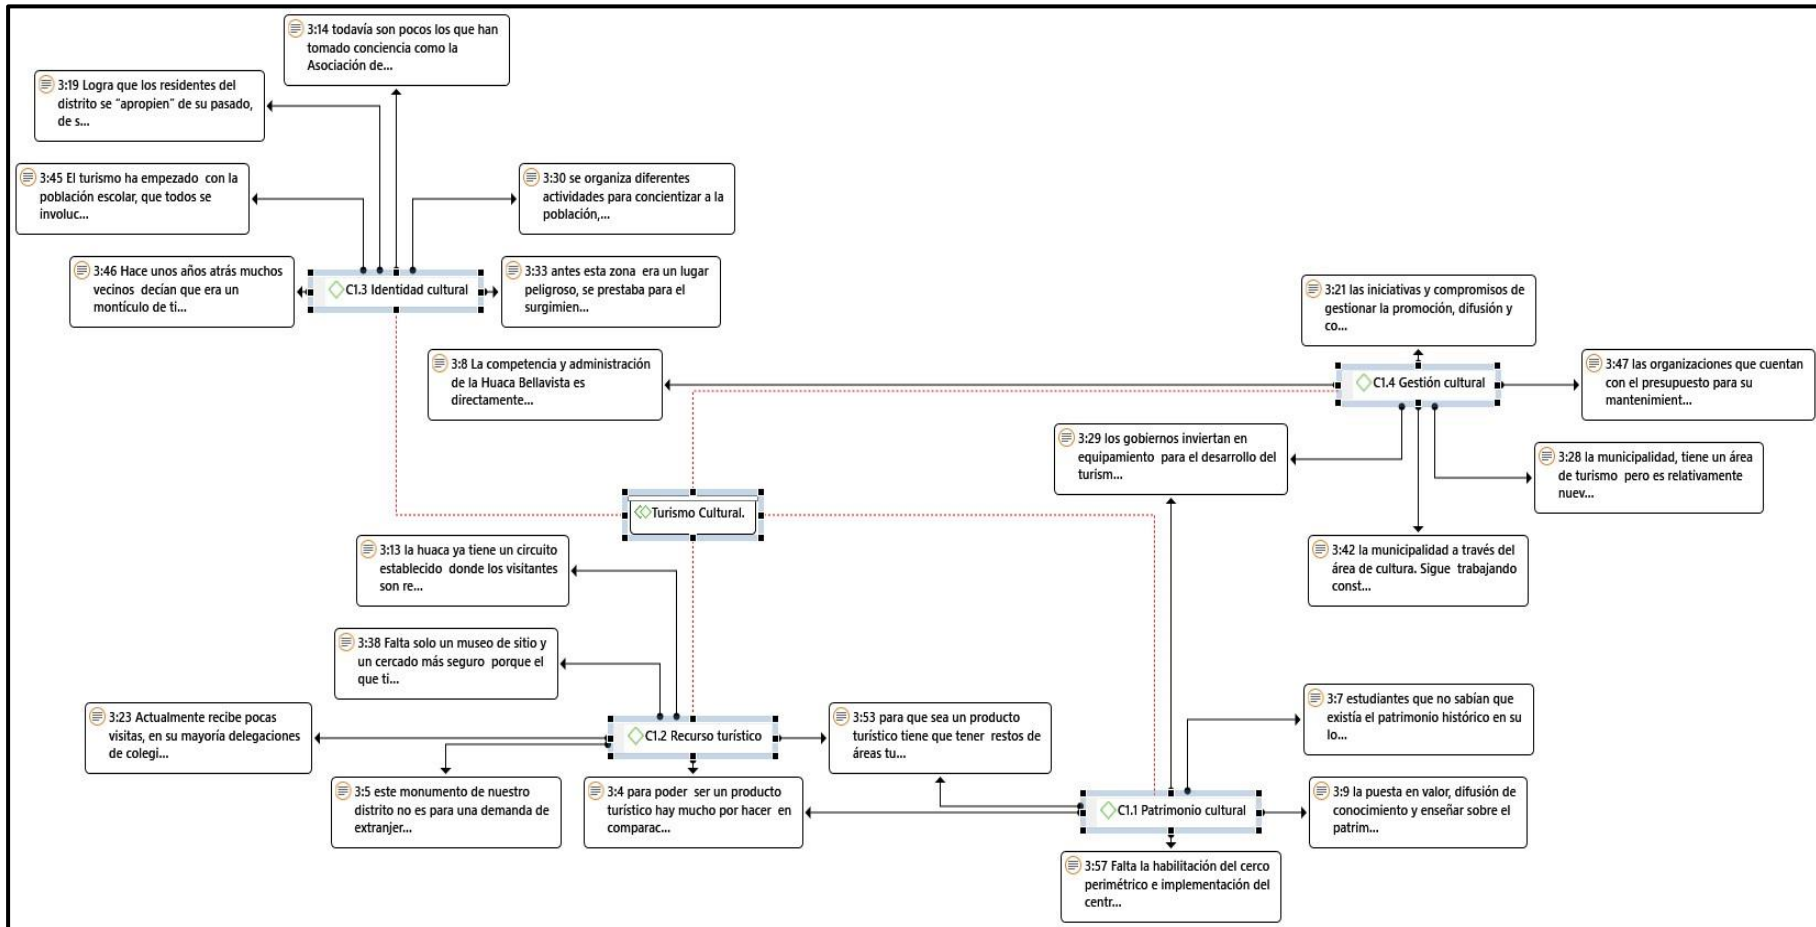 3:14 todavía son pocos los que han
tomado conciencia como la
Asociación de...
3:19 Logra que los residentes del
distrito se "apropien" de su pasado,
de s...
3:45 El turismo ha empezado con la
población escolar, que todos se
involuc...
3:30 se organiza diferentes
actividades para concientizar a la
población,...
3:46 Hace unos años atrás muchos
vecinos decían que era un
montículo de ti...
C1.3 Identidad cultural
3:33 antes esta zona era un lugar
peligroso, se prestaba para el
surgimien...
3:21 las iniciativas y compromisos de
gestionar la promoción, difusión y
co...
3:8 La competencia y administración
de la Huaca Bellavista es
directamente...
C1.4 Gestión cultural
3:47 las organizaciones que cuentan
con el presupuesto para su
mantenimient...
3:29 los gobiernos inviertan en
equipamiento para el desarrollo del
turism...
3:28 la municipalidad, tiene un área
de turismo pero es relativamente
nuev...
Turismo Cultural.
3:13 la huaca ya tiene un circuito
establecido donde los visitantes
son re...
3:42 la municipalidad a través del
área de cultura. Sigue trabajando
const...
3:38 Falta solo un museo de sitio y
un cercado más seguro porque el
que ti...
3:23 Actualmente recibe pocas
visitas, en su mayoría delegaciones
de colegi...
C1.2 Recurso turístico
3:53 para que sea un producto
turístico tiene que tener restos de
áreas tu...
3:7 estudiantes que no sabían que
existía el patrimonio histórico en su
lo...
3:5 este monumento de nuestro
distrito no es para una demanda de
extranjer...
3:4 para poder ser un producto
turístico hay mucho por hacer en
comparac...
C1.1 Patrimonio cultural
3:9 la puesta en valor, difusión de
conocimiento y enseñar sobre el
patrim...
3:57 Falta la habilitación del cerco
perimétrico e implementación del
centr...